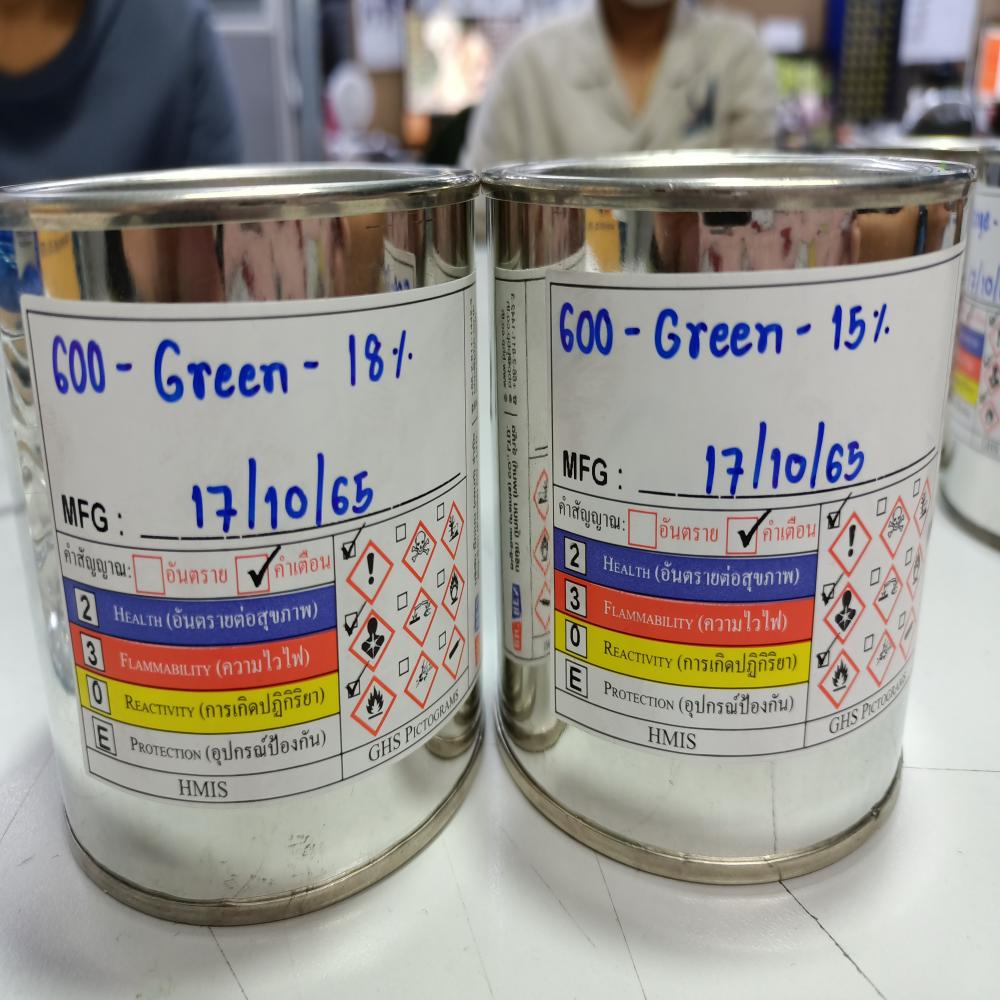 600 - Green - 18%
MFG : 17/10/65
คำสัญญาณ: อันตราย คำเตือน
2 HEALTH (อันตรายต่อสุขภาพ)
3 FLAMMABILITY (ความไวไฟ)
0 REACTIVITY (การเกิดปฏิกิริยา)
E PROTECTION (อุปกรณ์ป้องกัน)
HMIS
GHS PICTOGRAMS
600 - Green - 15%
MFG : 17/10/65
คำสัญญาณ: อันตราย คำเตือน
2 HEALTH (อันตรายต่อสุขภาพ)
3 FLAMMABILITY (ความไวไฟ)
0 REACTIVITY (การเกิดปฏิกิริยา)
E PROTECTION (อุปกรณ์ป้องกัน)
HMIS
GHS PICTOGRAMS